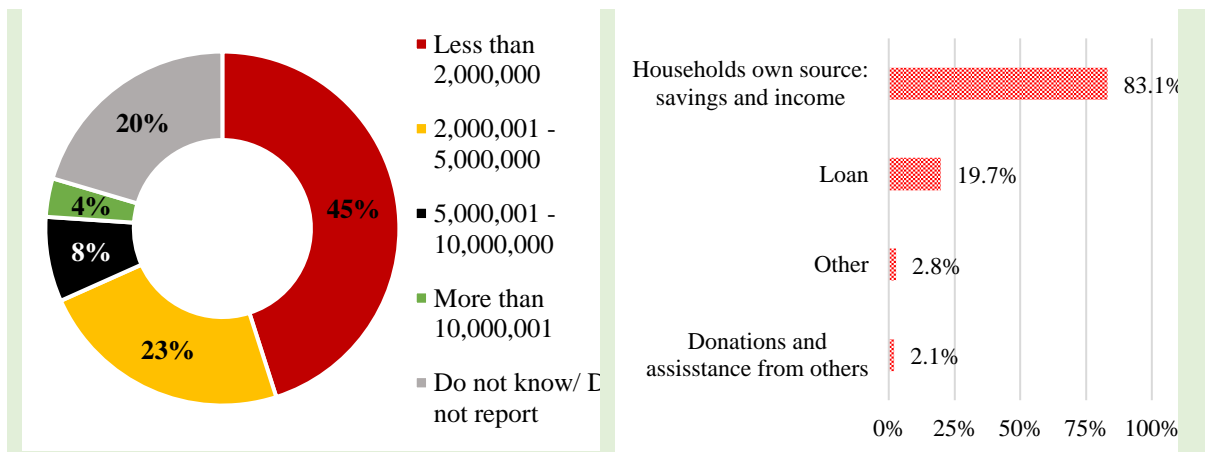 Less than
2,000,000
2,000,001 -
5,000,000
5,000,001 -
10,000,000
More than
10,000,001
Do not know/ D
not report
45%
23%
8%
4%
20%
Households own source:
savings and income
83.1%
Loan
19.7%
Other
2.8%
Donations and
assisstance from others
2.1%
0% 25% 50% 75% 100%